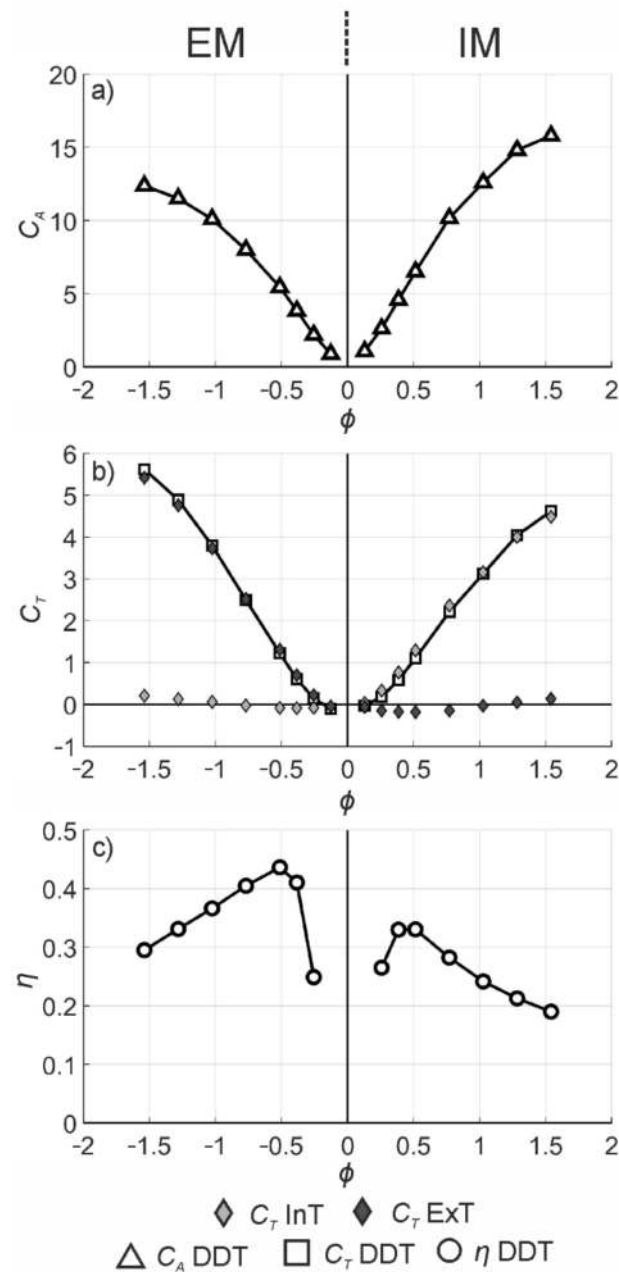 EM IM
a)
20
15
10
5
0
C_A
-2 -1.5 -1 -0.5 0 0.5 1 1.5 2
ϕ
b)
6
5
4
3
2
1
0
-1
C_T
-2 -1.5 -1 -0.5 0 0.5 1 1.5 2
ϕ
c)
0.5
0.4
0.3
0.2
0.1
0
η
-2 -1.5 -1 -0.5 0 0.5 1 1.5 2
ϕ
C_T InT C_T ExT
C_A DDT C_T DDT η DDT